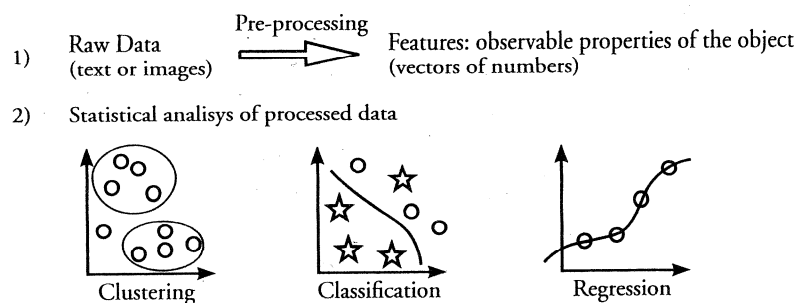 Pre-processing
1) Raw Data
(text or images)
Features: observable properties of the object
(vectors of numbers)
2) Statistical analisys of processed data
Clustering
Classification
Regression